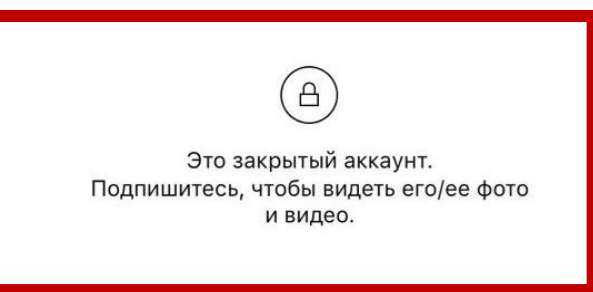 Это закрытый аккаунт.
Подпишитесь, чтобы видеть его/ее фото
и видео.